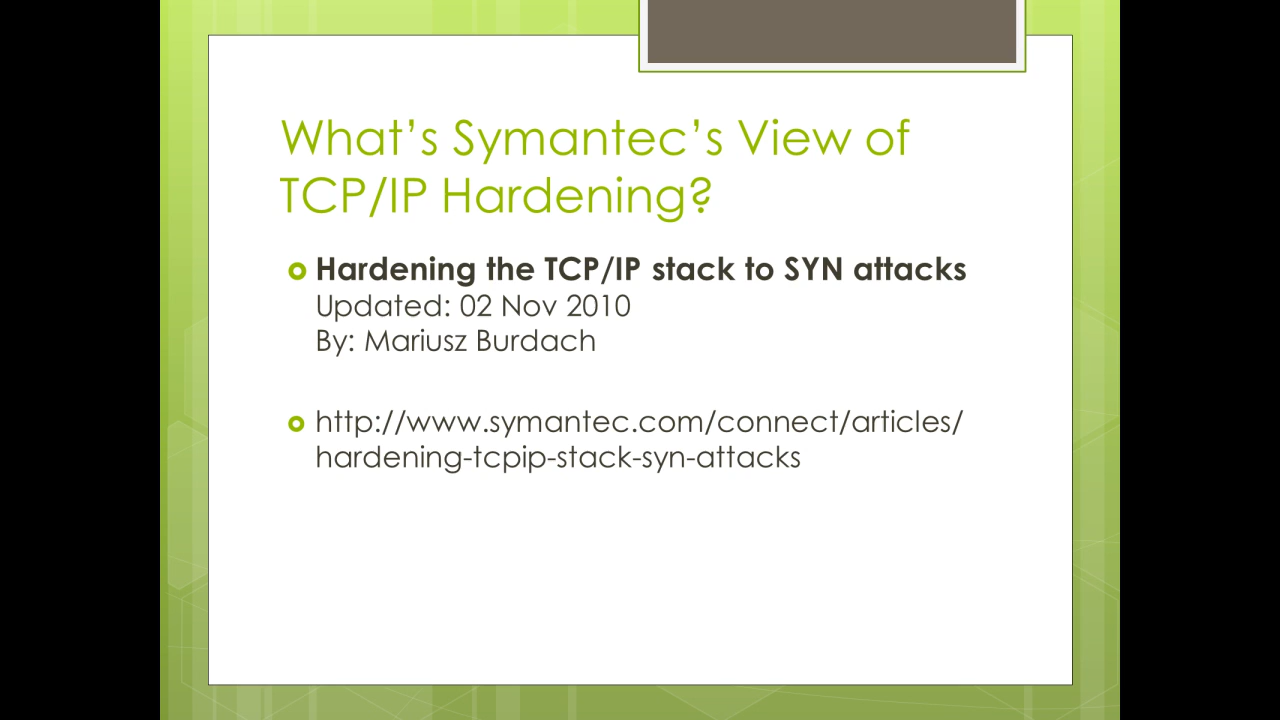 What’s Symantec’s View of
TCP/IP Hardening?
Hardening the TCP/IP stack to SYN attacks
Updated: 02 Nov 2010
By: Mariusz Burdach
http://www.symantec.com/connect/articles/
hardening-tcpip-stack-syn-attacks